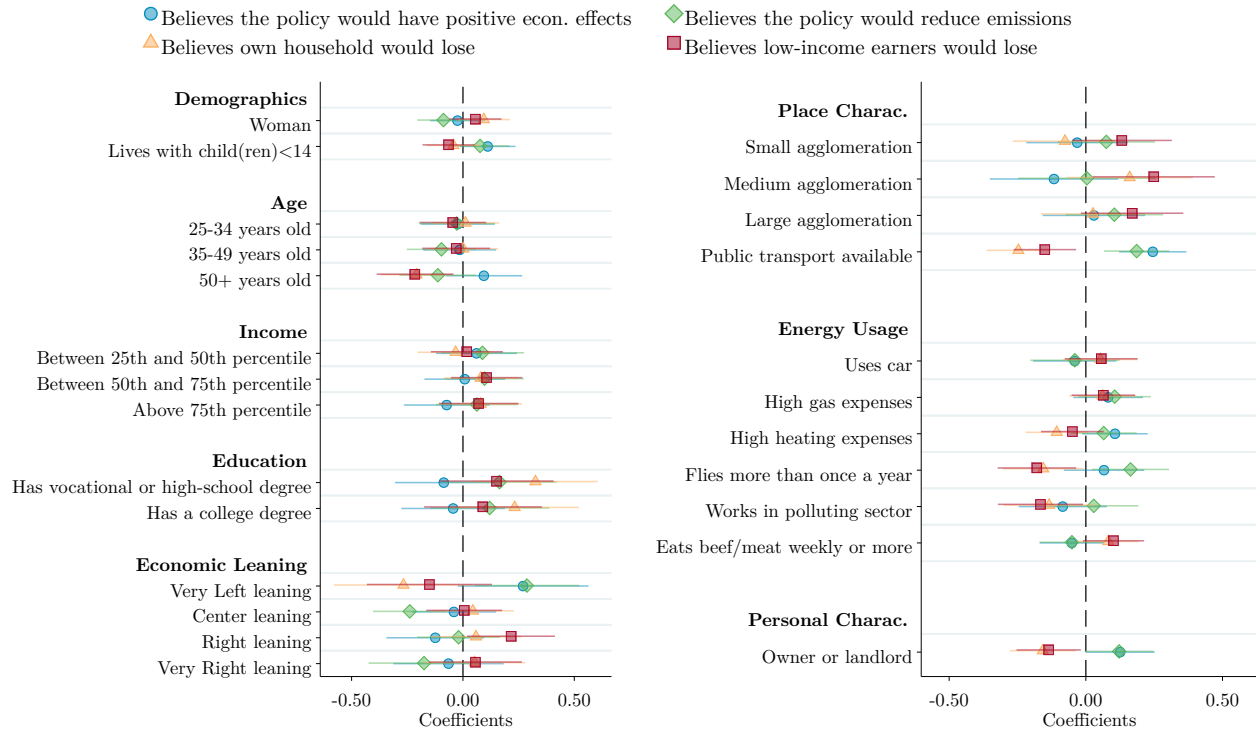 Believes the policy would have positive econ. effects
Believes the policy would reduce emissions
Believes own household would lose
Believes low-income earners would lose
Demographics
Woman
Lives with child(ren)<14
Age
25-34 years old
35-49 years old
50+ years old
Income
Between 25th and 50th percentile
Between 50th and 75th percentile
Above 75th percentile
Education
Has vocational or high-school degree
Has a college degree
Economic Leaning
Very Left leaning
Center leaning
Right leaning
Very Right leaning
-0.50 0.00 0.50
Coefficients
Place Charac.
Small agglomeration
Medium agglomeration
Large agglomeration
Public transport available
Energy Usage
Uses car
High gas expenses
High heating expenses
Flies more than once a year
Works in polluting sector
Eats beef/meat weekly or more
Personal Charac.
Owner or landlord
-0.50 0.00 0.50
Coefficients